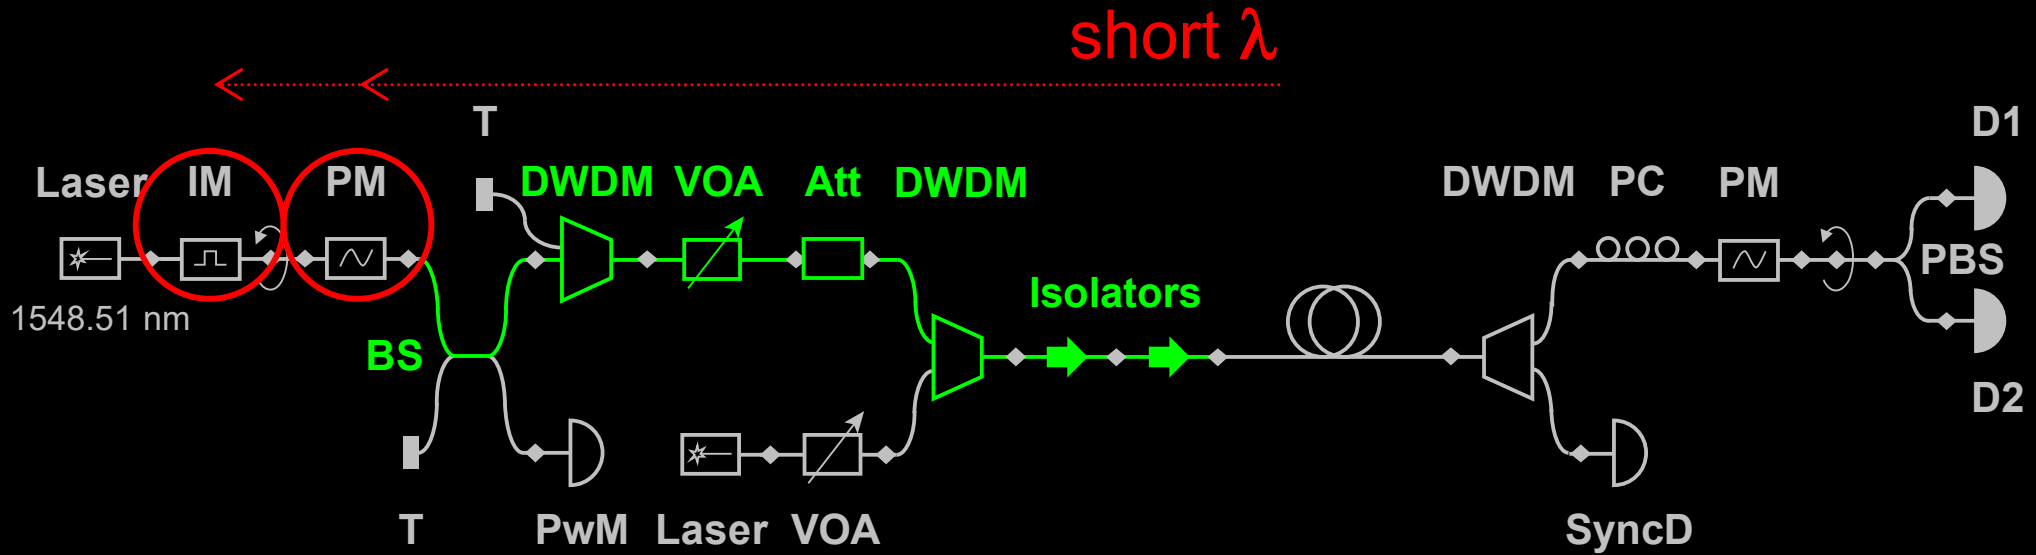 short λ
T
D1
Laser IM PM DWDM VOA Att DWDM DWDM PC PM
PBS
Isolators
1548.51 nm
BS
D2
T PwM Laser VOA SyncD